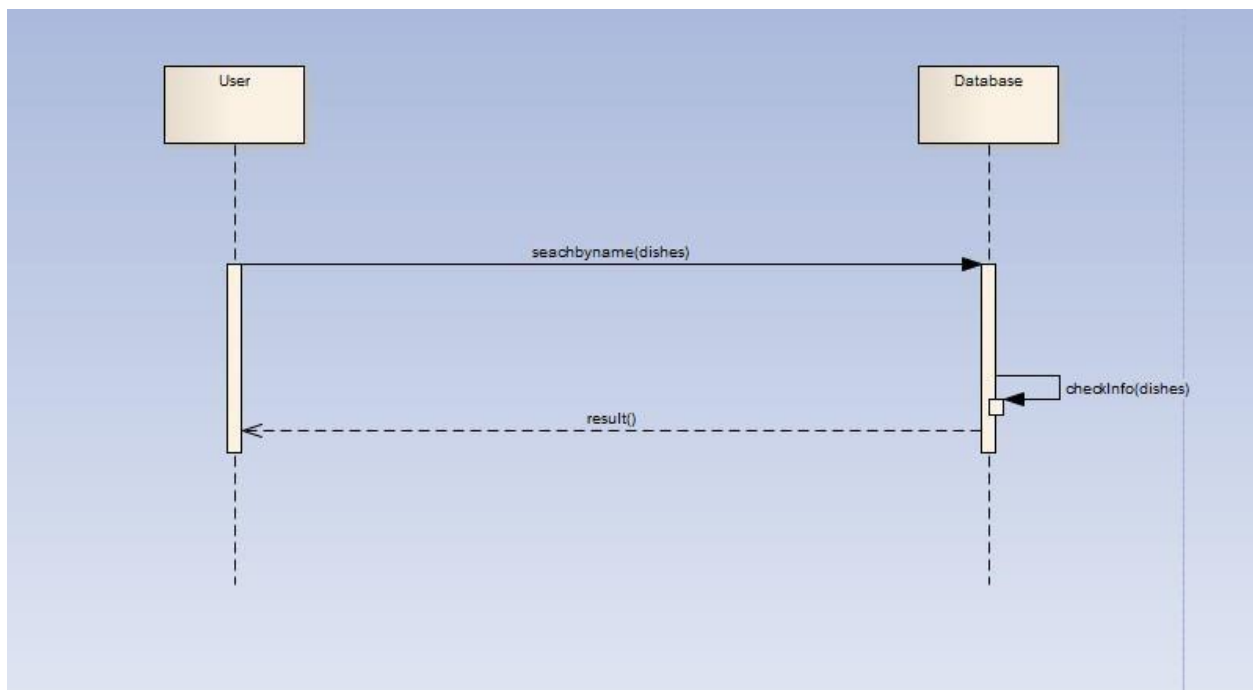 User
Database
seachbyname(dishes)
checkInfo(dishes)
result()